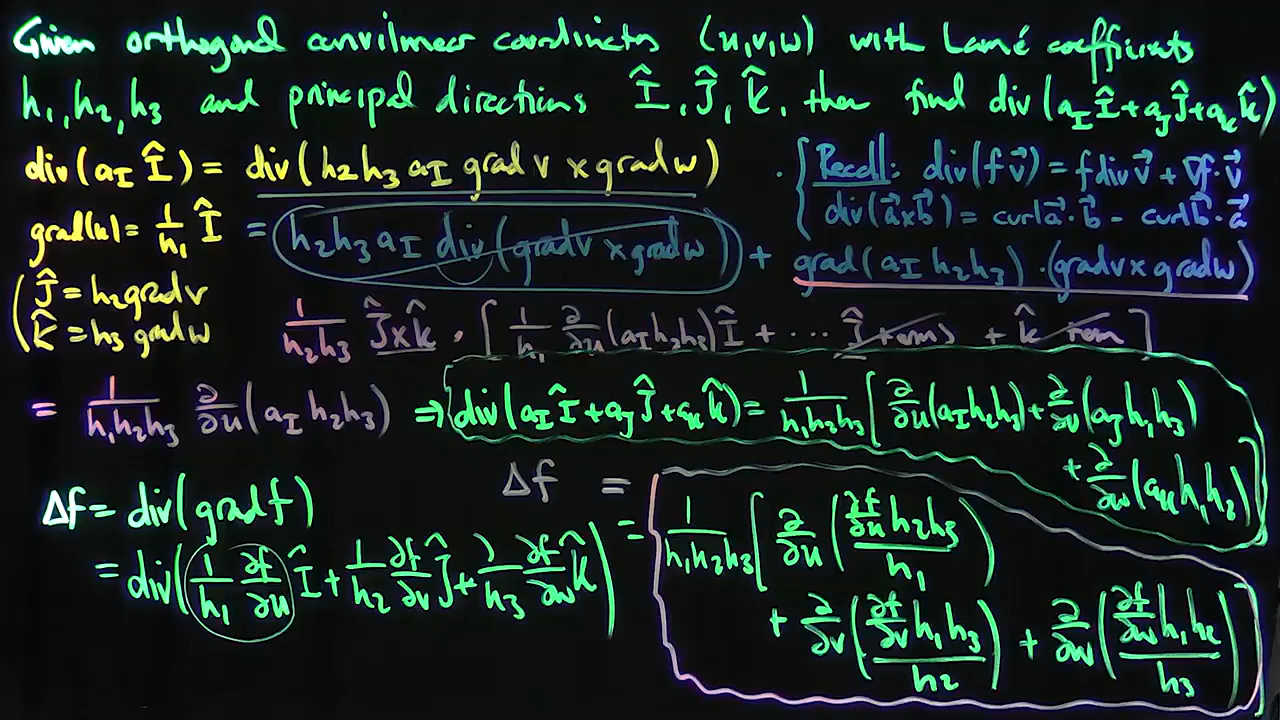 Given orthogonal curvilinear coordinates (u,v,w) with Lamé coefficients
h₁, h₂, h₃ and principal directions Î, Ĵ, K̂, then find div(a_I Î + a_J Ĵ + a_K K̂)
div(a_I Î) = div(h₂h₃ a_I grad v × grad w)
{ Recall: div(f v⃗) = f div v⃗ + ∇f · v⃗
div(a⃗×b⃗) = curl a⃗ · b⃗ - curl b⃗ · a⃗
grad(u) = 1/h₁ Î = h₂h₃ a_I div(grad v × grad w) + grad(a_I h₂h₃) · (grad v × grad w)
( Ĵ = h₂ grad v
K̂ = h₃ grad w
1/(h₂h₃) Ĵ×K̂ · [ 1/h₁ ∂/∂u (a_I h₂h₃) Î + ... Ĵ terms + K̂ term ]
= 1/(h₁h₂h₃) ∂/∂u (a_I h₂h₃) ⇒ div(a_I Î + a_J Ĵ + a_K K̂) = 1/(h₁h₂h₃) [ ∂/∂u (a_I h₂h₃) + ∂/∂v (a_J h₁h₃)
+ ∂/∂w (a_K h₁h₂) ]
Δf = div(grad f)
Δf =
= div( 1/h₁ ∂f/∂u Î + 1/h₂ ∂f/∂v Ĵ + 1/h₃ ∂f/∂w K̂ ) = 1/(h₁h₂h₃) [ ∂/∂u ( ∂f/∂u h₂h₃ / h₁ )
+ ∂/∂v ( ∂f/∂v h₁h₃ / h₂ ) + ∂/∂w ( ∂f/∂w h₁h₂ / h₃ )